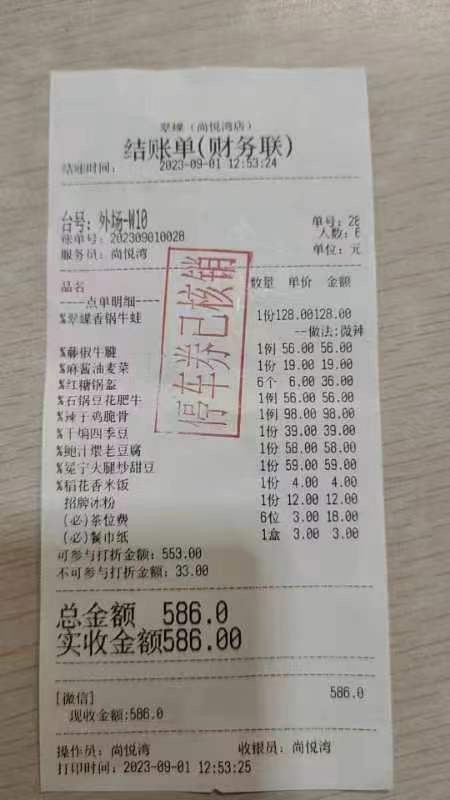 翠蝶（尚悦湾店）
结账单(财务联)
结账时间： 2023-09-01 12:53:24
台号：外场-W10 单号：28
账单号：202309010028 人数：6
服务员：尚悦湾 单位：元
品名 数量 单价 金额
----点单明细----
%翠蝶香锅牛蛙 1份128.00128.00
--做法:微辣
%藤椒牛腱 1例 56.00 56.00
%麻酱油麦菜 1份 19.00 19.00
%红糖锅盔 6个 6.00 36.00
%石锅豆花肥牛 1例 56.00 56.00
%辣子鸡脆骨 1例 98.00 98.00
%干煸四季豆 1份 39.00 39.00
%鲍汁煨老豆腐 1份 58.00 58.00
%冕宁火腿炒甜豆 1份 59.00 59.00
%稻花香米饭 1份 4.00 4.00
招牌冰粉 1份 12.00 12.00
(必)茶位费 6位 3.00 18.00
(必)餐巾纸 1盒 3.00 3.00
可参与打折金额：553.00
不可参与打折金额：33.00
总金额 586.0
实收金额586.00
[微信] 586.0
现收金额:586.0
操作员：尚悦湾 收银员：尚悦湾
打印时间：2023-09-01 12:53:25
停车券已核销